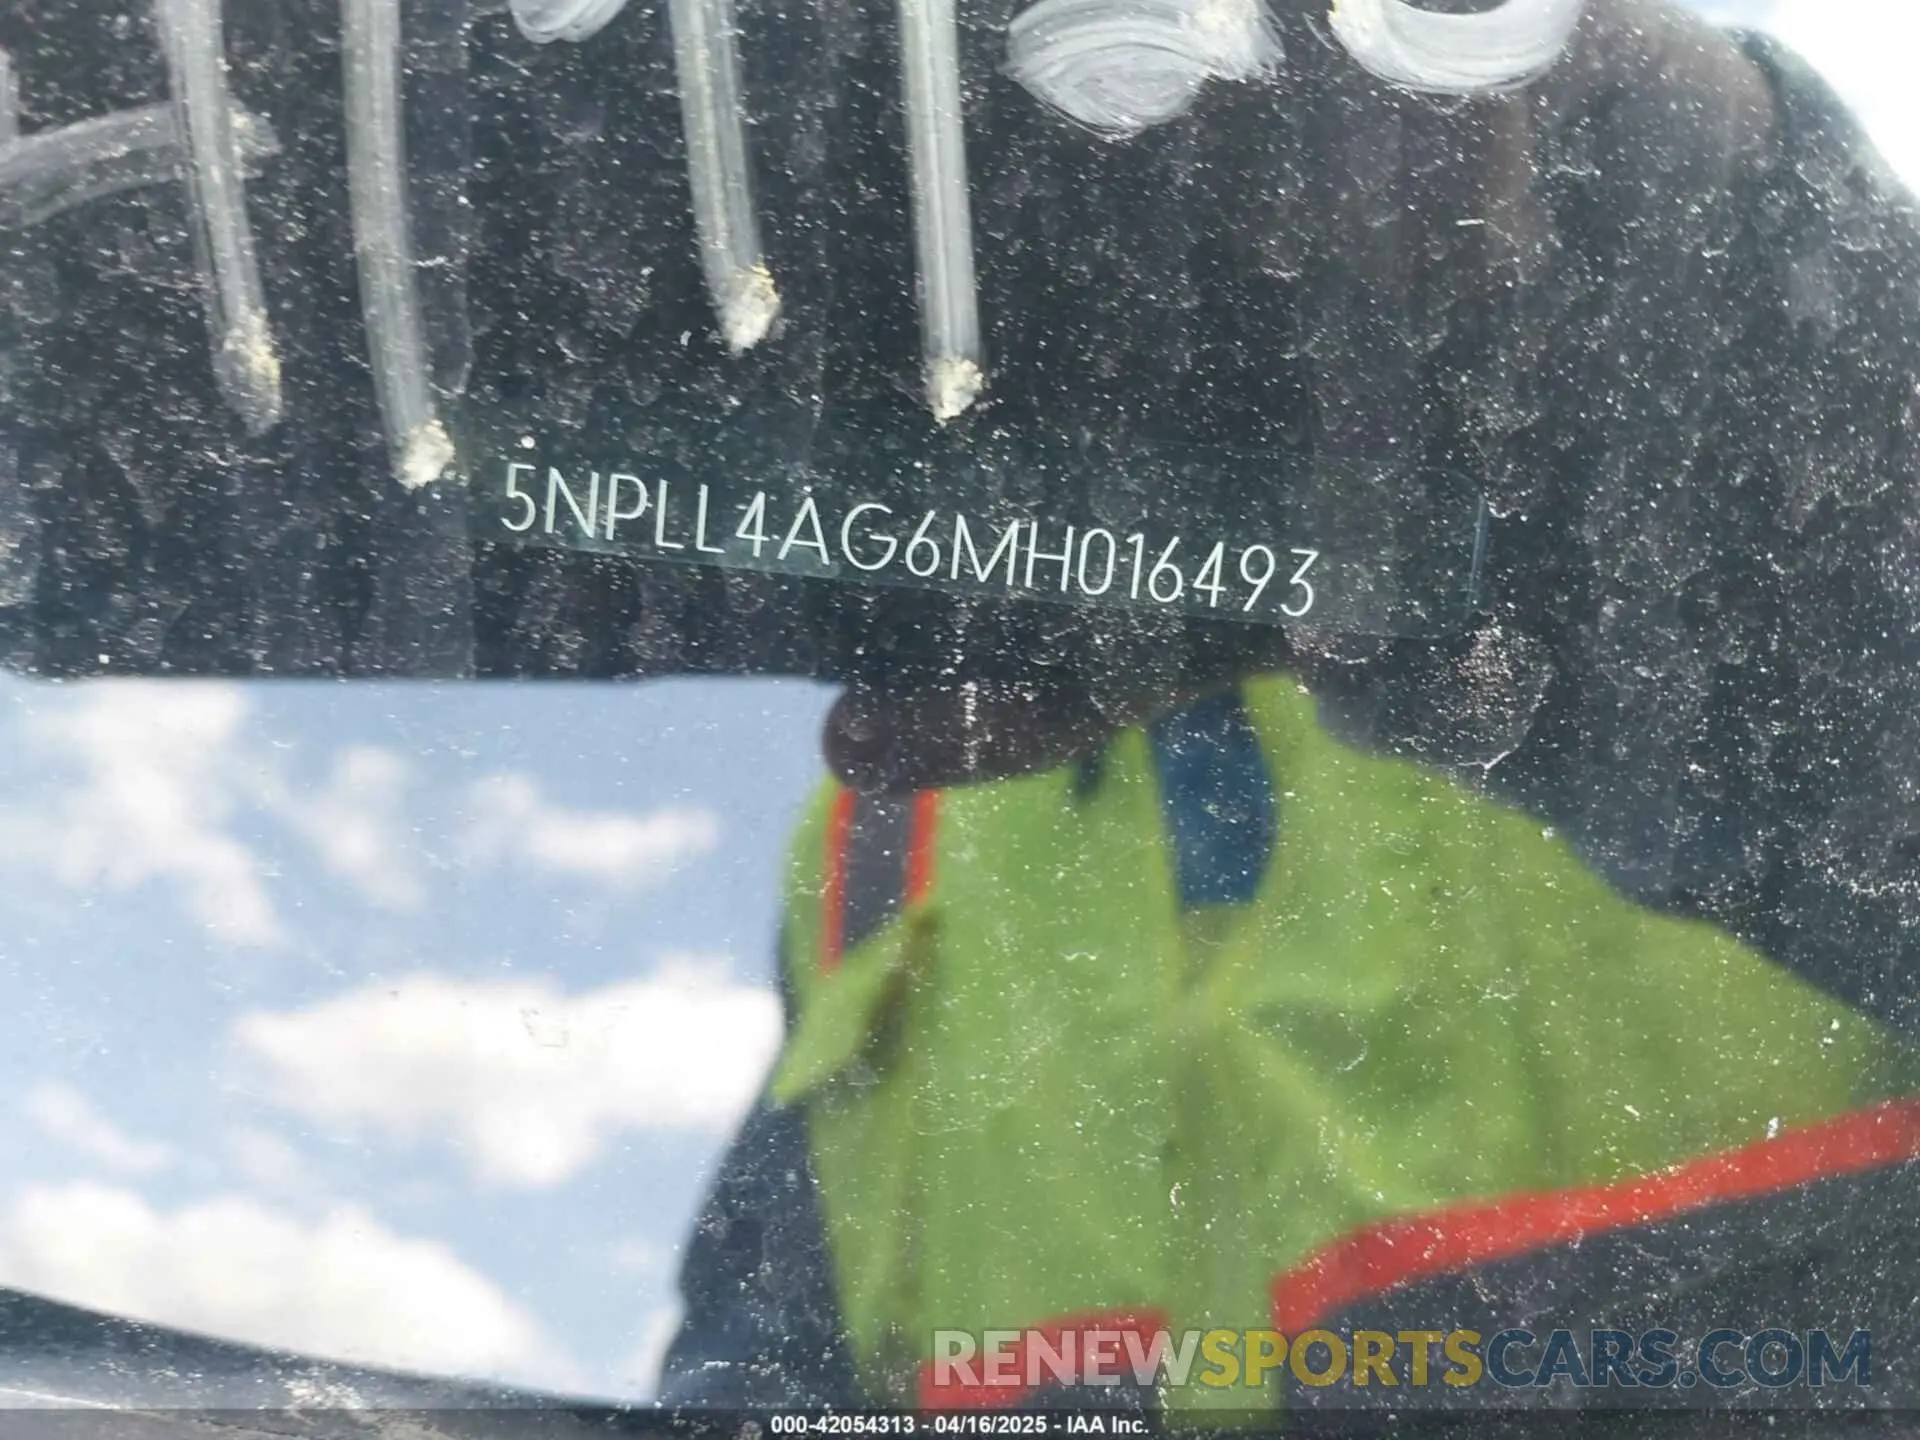 5NPLL4AG6MH016493
RENEWSPORTSCARS.COM
000-42054313 - 04/16/2025 - IAA Inc.